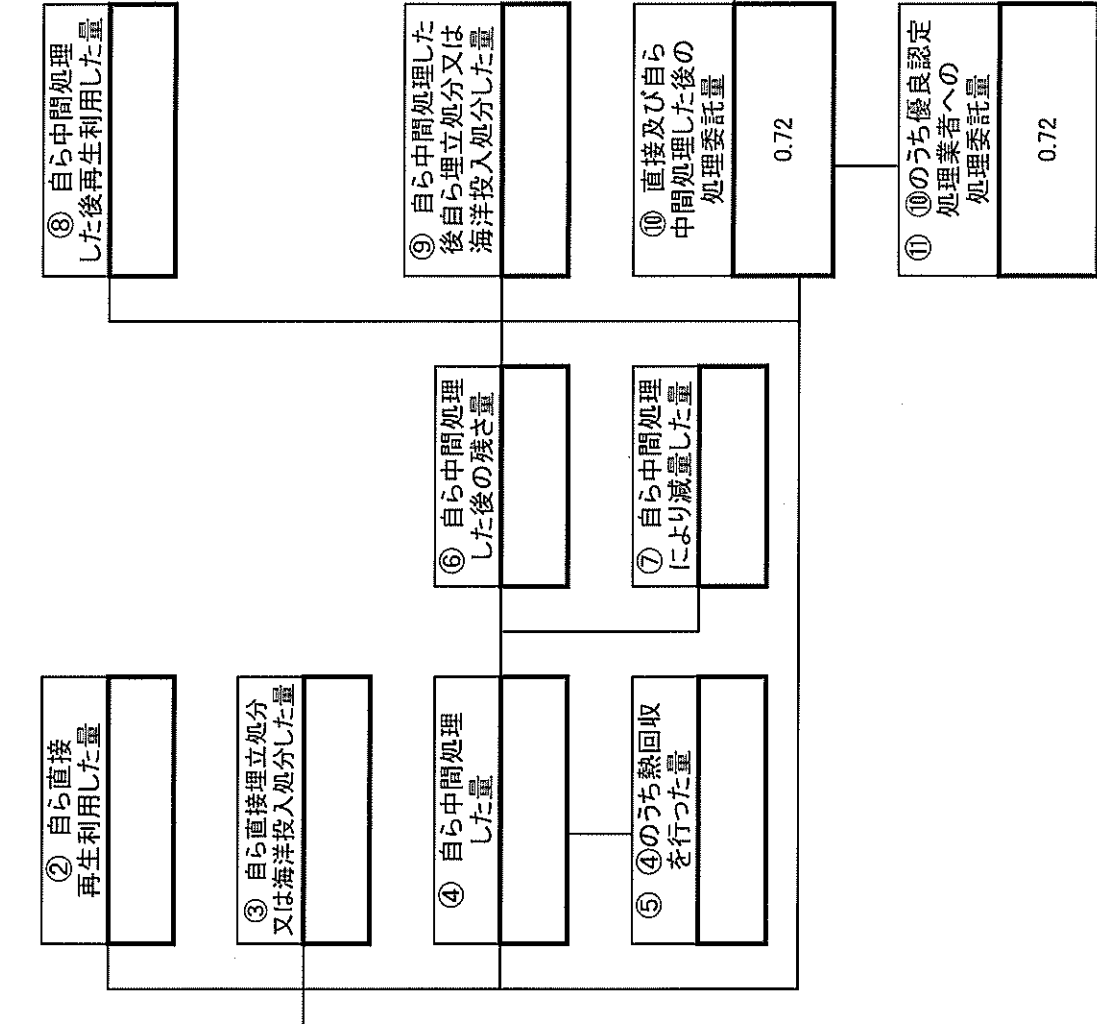 ② 自ら直接
再生利用した量
③ 自ら直接埋立処分
又は海洋投入処分した量
④ 自ら中間処理
した量
⑤ ④のうち熱回収
を行った量
⑥ 自ら中間処理
した後の残さ量
⑦ 自ら中間処理
により減量した量
⑧ 自ら中間処理
した後再生利用した量
⑨ 自ら中間処理した
後自ら埋立処分又は
海洋投入処分した量
⑩ 直接及び自ら
中間処理した後の
処理委託量
0.72
⑪ ⑩のうち優良認定
処理業者への
処理委託量
0.72